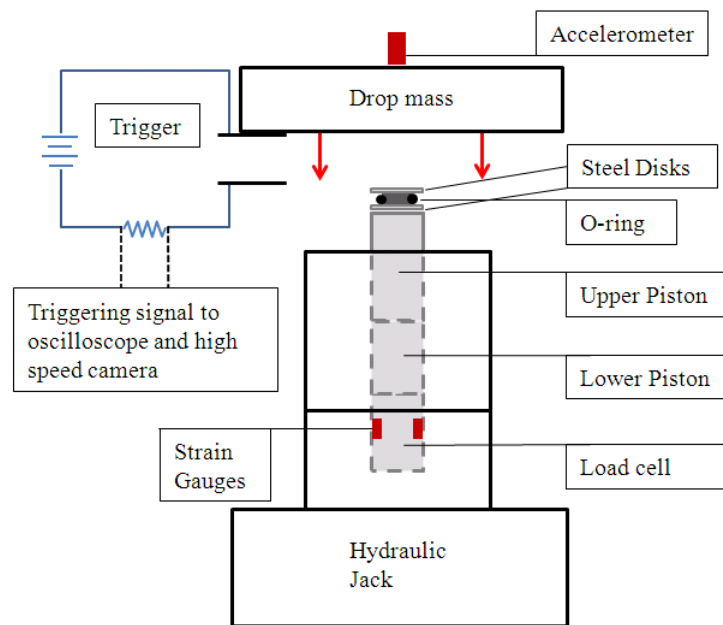 Accelerometer
Drop mass
Trigger
Steel Disks
O-ring
Upper Piston
Triggering signal to
oscilloscope and high
speed camera
Lower Piston
Strain
Gauges
Load cell
Hydraulic
Jack